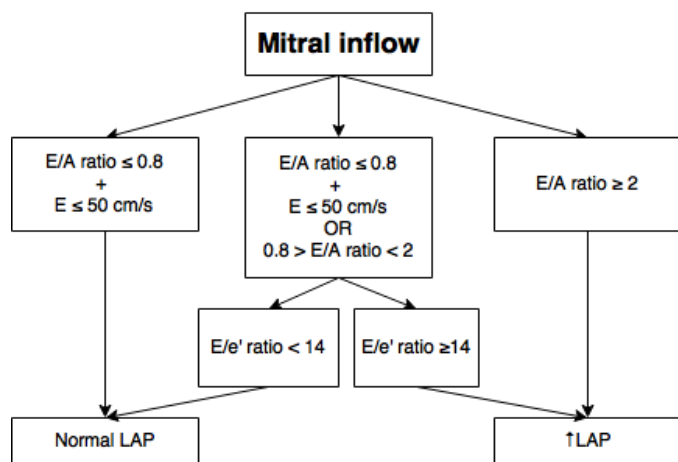 Mitral inflow
E/A ratio ≤ 0.8
+
E ≤ 50 cm/s
E/A ratio ≤ 0.8
+
E ≤ 50 cm/s
OR
0.8 > E/A ratio < 2
E/A ratio ≥ 2
E/e' ratio < 14
E/e' ratio ≥14
Normal LAP
↑LAP